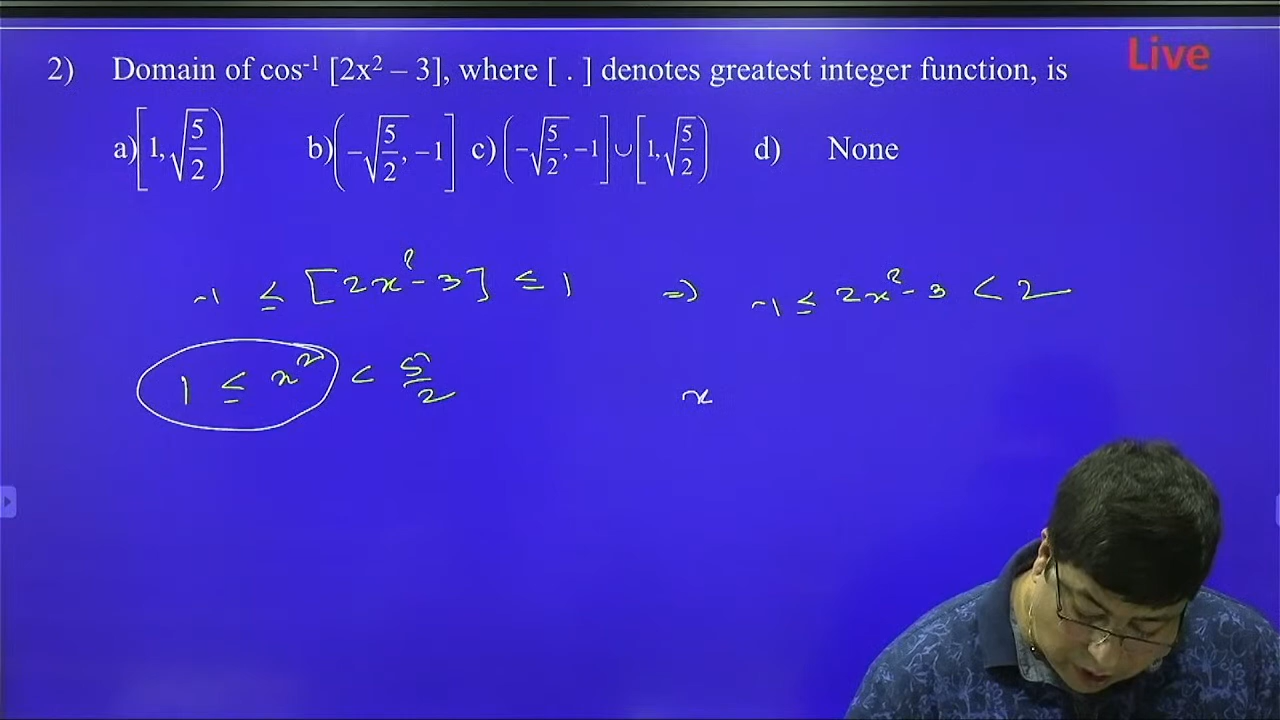 Live
2) Domain of cos⁻¹ [2x² – 3], where [ . ] denotes greatest integer function, is
a) [1, √(5/2)) b) (−√(5/2), −1] c) (−√(5/2), −1] ∪ [1, √(5/2)) d) None
-1 ≤ [2x²-3] ≤ 1 ⇒ -1 ≤ 2x²-3 < 2
1 ≤ x² < 5/2 x